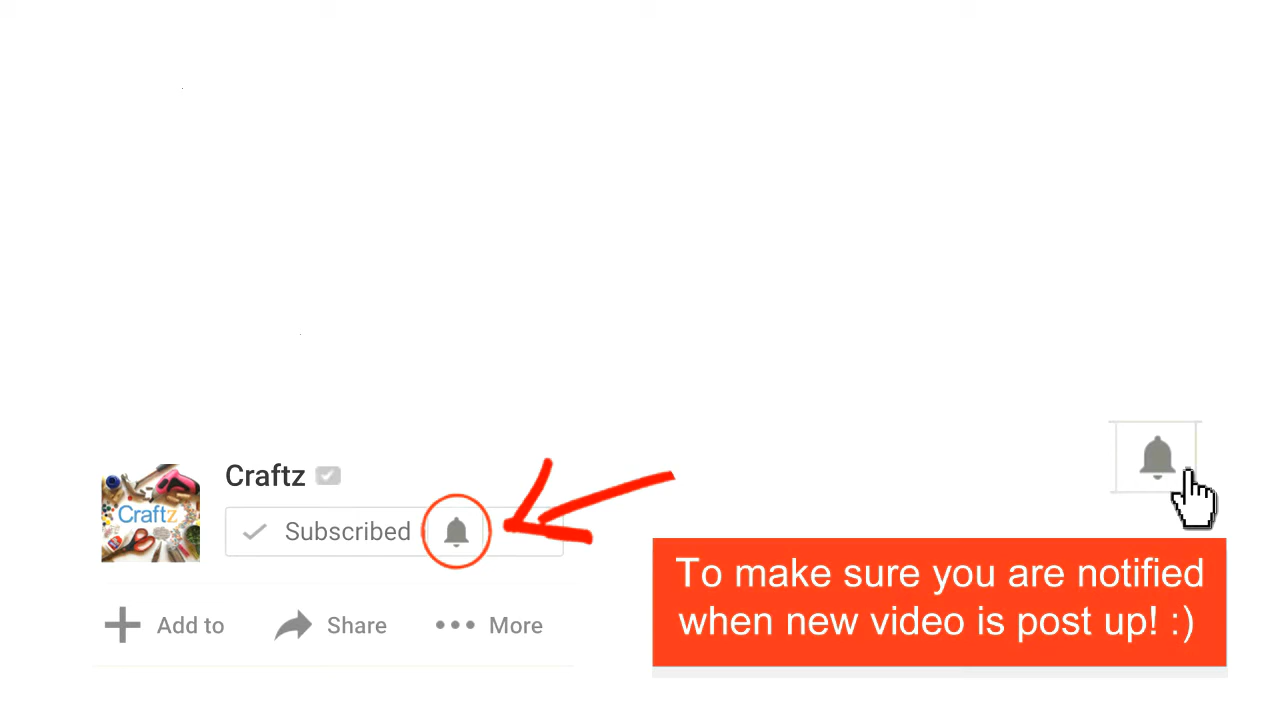 Craftz
Craftz
Subscribed
Add to
Share
More
To make sure you are notified
when new video is post up! :)